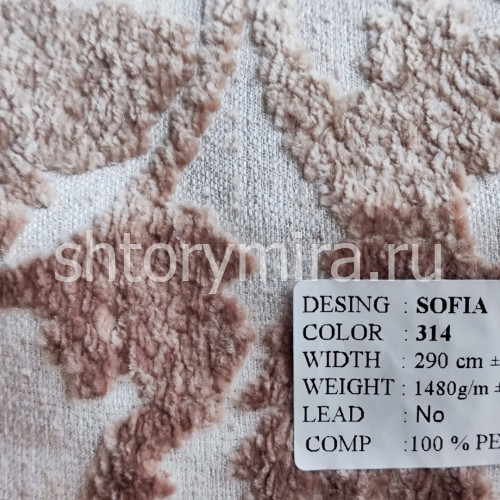 shtorymira.ru
DESING : SOFIA
COLOR : 314
WIDTH : 290 cm ±
WEIGHT : 1480g/m ±
LEAD : No
COMP :100 % PE